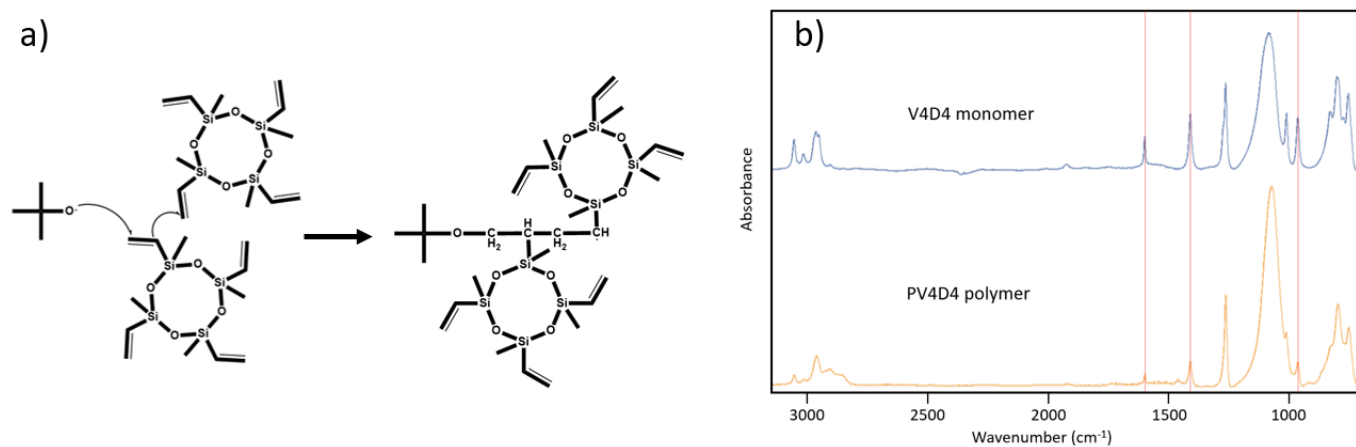 a)
Si
O
Si
Si
O
O
Si
O
Si
O
Si
Si
O
O
Si
O
O
Si
O
Si
O
O
Si
O
Si
O
H
CH
O
C
H2
C
C
H2
Si
O
O
Si
Si
O
O
Si
b)
V4D4 monomer
PV4D4 polymer
Absorbance
3000 2500 2000 1500 1000
Wavenumber (cm-1)